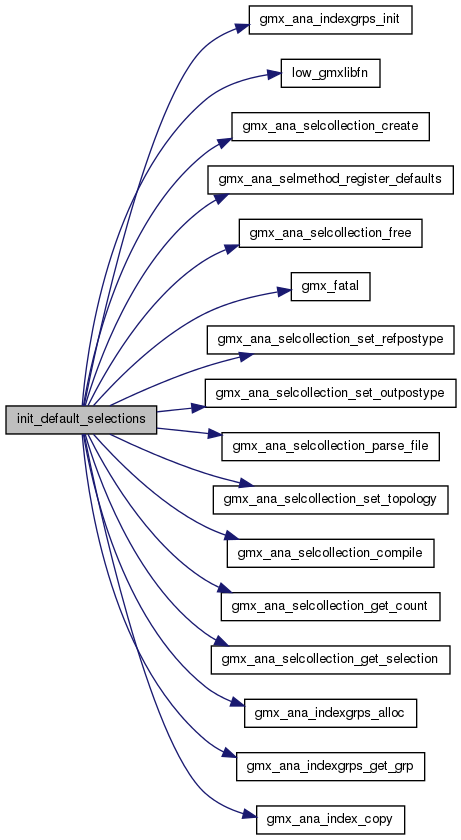 gmx_ana_indexgrps_init
low_gmxlibfn
gmx_ana_selcollection_create
gmx_ana_selmethod_register_defaults
gmx_ana_selcollection_free
gmx_fatal
gmx_ana_selcollection_set_refpostype
gmx_ana_selcollection_set_outpostype
init_default_selections
gmx_ana_selcollection_parse_file
gmx_ana_selcollection_set_topology
gmx_ana_selcollection_compile
gmx_ana_selcollection_get_count
gmx_ana_selcollection_get_selection
gmx_ana_indexgrps_alloc
gmx_ana_indexgrps_get_grp
gmx_ana_index_copy